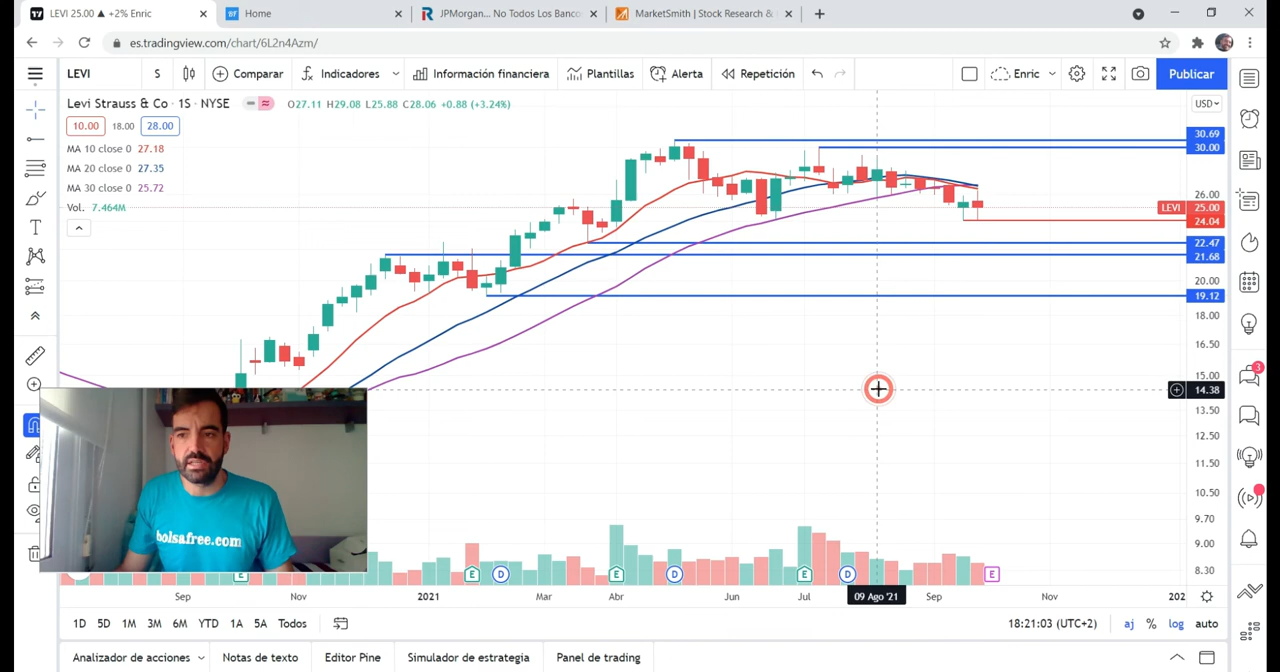 LEVI 25.00 ▲ +2% Enric
Home
JPMorgan... No Todos Los Banco
MarketSmith | Stock Research &
es.tradingview.com/chart/6L2n4Azm/
LEVI
S
Comparar
Indicadores
Información financiera
Plantillas
Alerta
Repetición
Enric
Publicar
Levi Strauss & Co · 1S · NYSE
O27.11 H29.08 L25.88 C28.06 +0.88 (+3.24%)
USD
10.00
18.00
28.00
MA 10 close 0 27.18
MA 20 close 0 27.35
MA 30 close 0 25.72
Vol. 7.464M
30.69
30.00
26.00
LEVI 25.00
24.04
22.47
21.68
20.00
19.12
18.00
16.50
15.00
14.38
13.50
12.50
11.50
10.50
9.70
9.00
8.30
3
bolsafree.com
E
E
D
E
D
E
D
E
Sep
Nov
2021
Mar
Abr
Jun
Jul
09 Ago '21
Sep
Nov
202
1D 5D 1M 3M 6M YTD 1A 5A Todos
18:21:03 (UTC+2)
aj % log auto
Analizador de acciones
Notas de texto
Editor Pine
Simulador de estrategia
Panel de trading